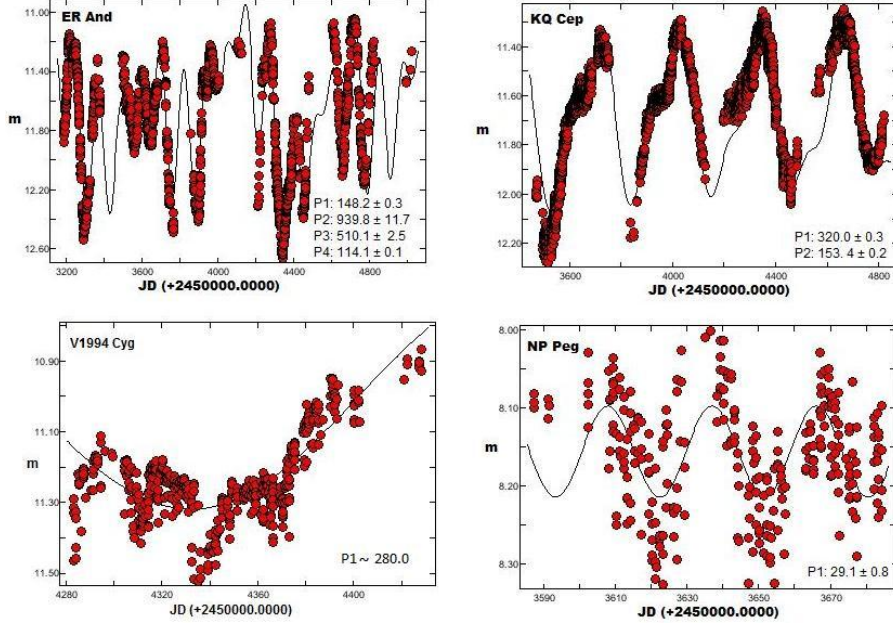 ER And
11.00
11.40
11.80
12.20
12.60
m
P1: 148.2 ± 0.3
P2: 939.8 ± 11.7
P3: 510.1 ± 2.5
P4: 114.1 ± 0.1
3200 3600 4000 4400 4800
JD (+2450000.0000)
KQ Cep
11.40
11.60
11.80
12.00
12.20
m
P1: 320.0 ± 0.3
P2: 153.4 ± 0.2
3600 4000 4400 4800
JD (+2450000.0000)
V1994 Cyg
10.90
11.10
11.30
11.50
m
P1~ 280.0
4280 4320 4360 4400
JD (+2450000.0000)
NP Peg
8.00
8.10
8.20
8.30
m
P1: 29.1 ± 0.8
3590 3610 3630 3650 3670
JD (+2450000.0000)